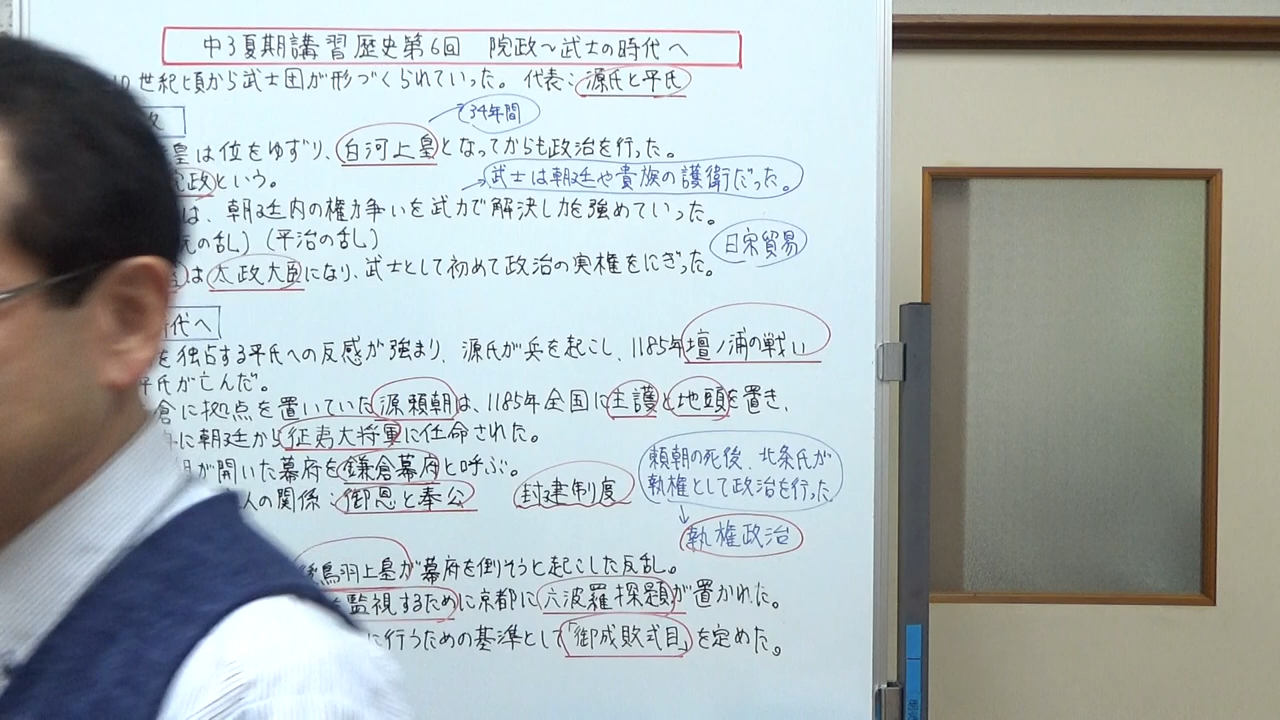 中3夏期講習歴史第6回 院政～武士の時代へ
世紀頃から武士団が形づくられていった。代表：源氏と平氏
34年間
皇は位をゆずり、白河上皇となってからも政治を行った。
院政という。
武士は朝廷や貴族の護衛だった。
は、朝廷内の権力争いを武力で解決し力を強めていった。
元の乱）（平治の乱）
日宋貿易
は太政大臣になり、武士として初めて政治の実権をにぎった。
時代へ
を独占する平氏への反感が強まり、源氏が兵を起こし、1185年壇ノ浦の戦い
平氏が亡んだ。
倉に拠点を置いていた源頼朝は、1185年全国に主護と地頭を置き、
に朝廷から征夷大将軍に任命された。
が開いた幕府を鎌倉幕府と呼ぶ。
人の関係：御恩と奉公 封建制度
頼朝の死後、北条氏が
執権として政治を行った
執権政治
後鳥羽上皇が幕府を倒そうと起こした反乱。
監視するために京都に六波羅探題が置かれた。
に行うための基準として「御成敗式目」を定めた。